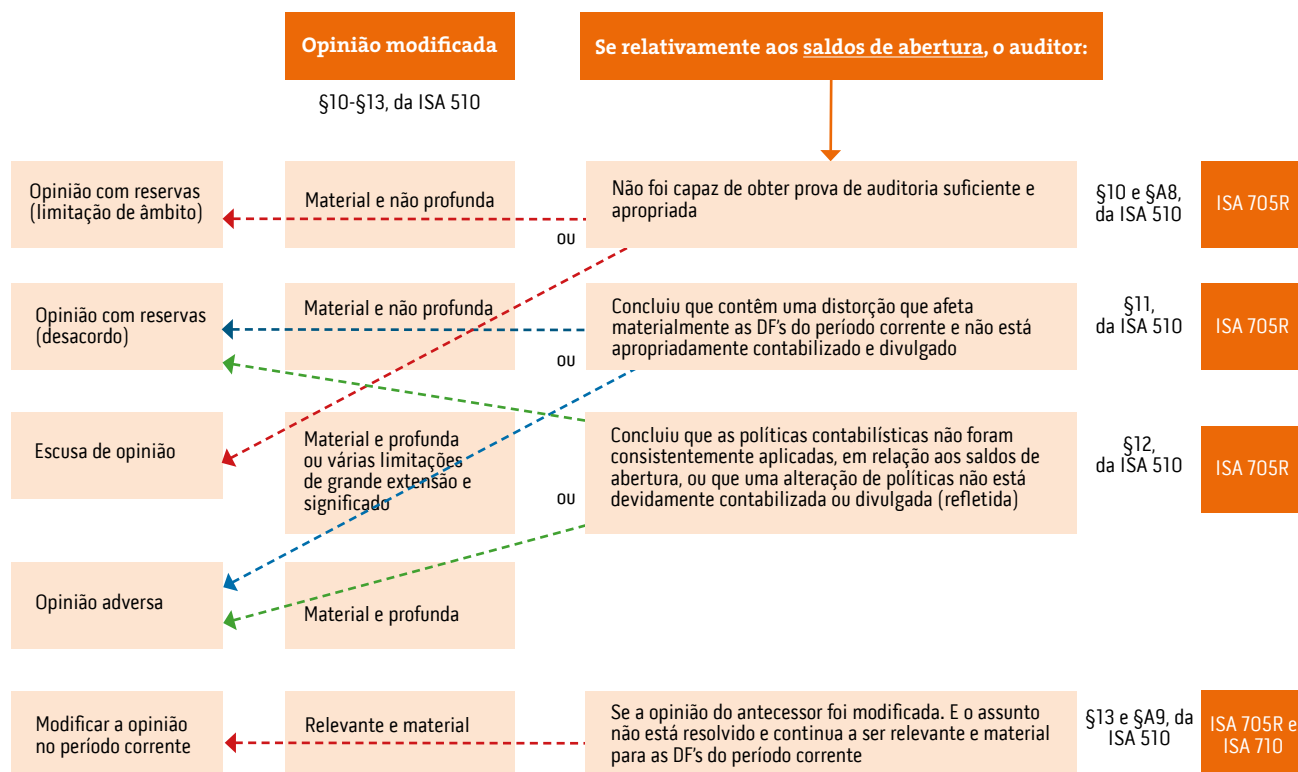 Opinião modificada
Se relativamente aos saldos de abertura, o auditor:
§10-§13, da ISA 510
Opinião com reservas
(limitação de âmbito)
Material e não profunda
ou
Não foi capaz de obter prova de auditoria suficiente e
apropriada
§10 e §A8,
da ISA 510
ISA 705R
Opinião com reservas
(desacordo)
Material e não profunda
ou
Concluiu que contêm uma distorção que afeta
materialmente as DF's do período corrente e não está
apropriadamente contabilizado e divulgado
§11,
da ISA 510
ISA 705R
Escusa de opinião
Material e profunda
ou várias limitações
de grande extensão e
significado
ou
Concluiu que as políticas contabilísticas não foram
consistentemente aplicadas, em relação aos saldos de
abertura, ou que uma alteração de políticas não está
devidamente contabilizada ou divulgada (refletida)
§12,
da ISA 510
ISA 705R
Opinião adversa
Material e profunda
Modificar a opinião
no período corrente
Relevante e material
Se a opinião do antecessor foi modificada. E o assunto
não está resolvido e continua a ser relevante e material
para as DF's do período corrente
§13 e §A9, da
ISA 510
ISA 705R e
ISA 710